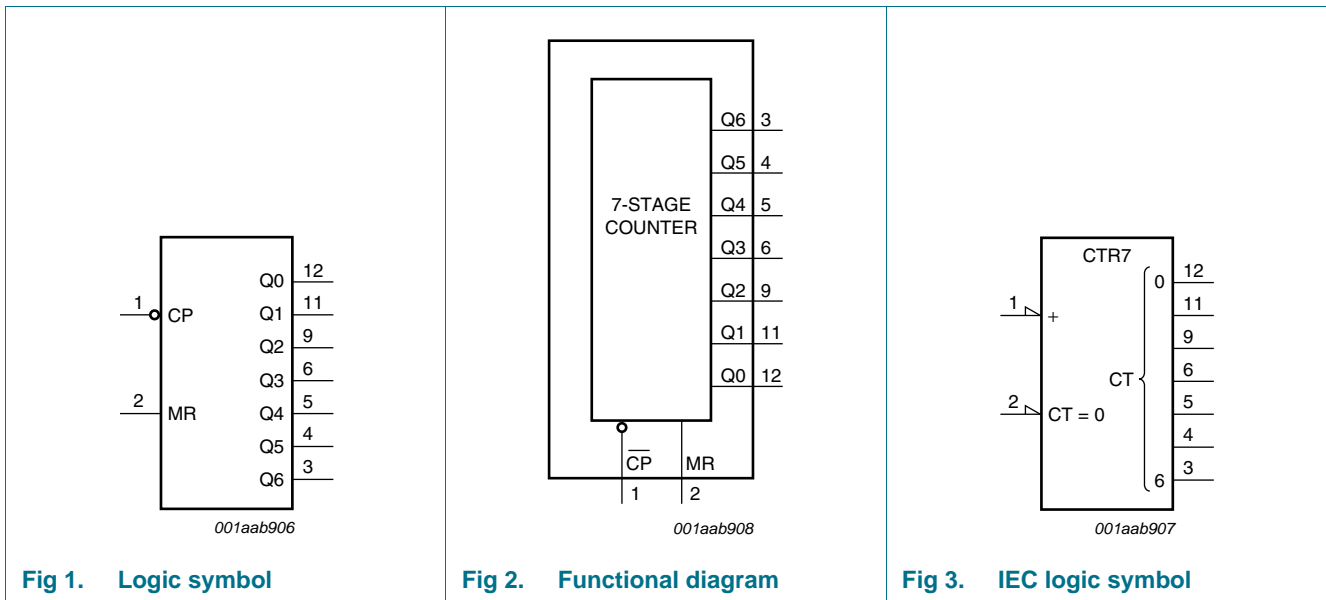 Q0 12
1 CP Q1 11
Q2 9
Q3 6
2 MR Q4 5
Q5 4
Q6 3
001aab906
Fig 1. Logic symbol
Q6 3
Q5 4
7-STAGE
COUNTER
Q4 5
Q3 6
Q2 9
Q1 11
Q0 12
CP MR
1 2
001aab908
Fig 2. Functional diagram
CTR7
0 12
1 + 11
9
CT 6
2 CT = 0 5
4
6 3
001aab907
Fig 3. IEC logic symbol